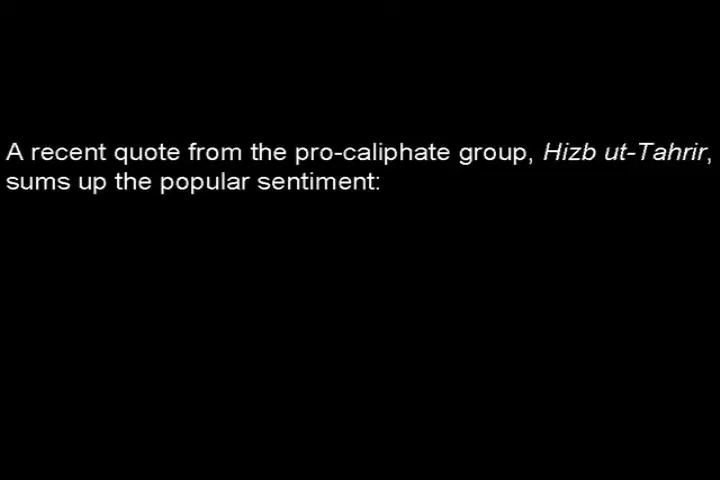 A recent quote from the pro-caliphate group, Hizb ut-Tahrir,
sums up the popular sentiment: